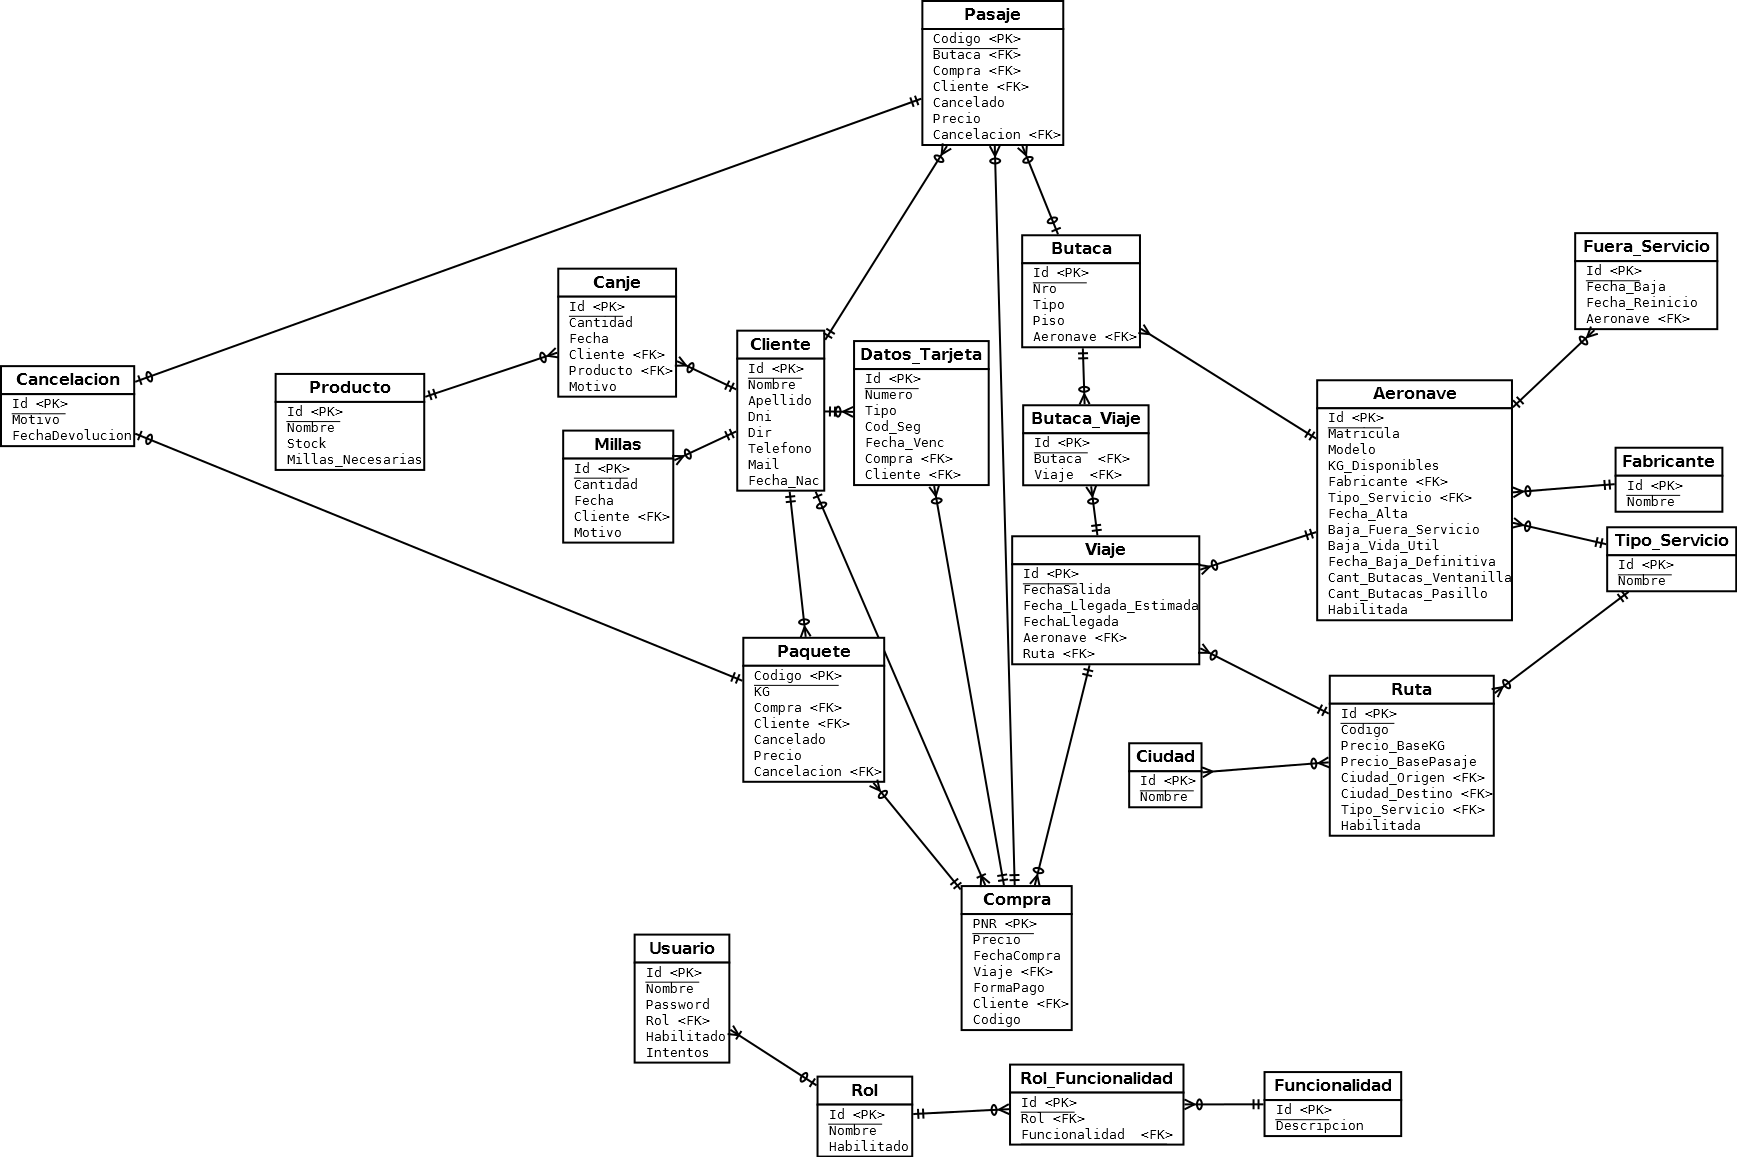 Pasaje
Codigo <PK>
Butaca <FK>
Compra <FK>
Cliente <FK>
Cancelado
Precio
Cancelacion <FK>
Butaca
Id <PK>
Nro
Tipo
Piso
Aeronave <FK>
Fuera_Servicio
Id <PK>
Fecha_Baja
Fecha_Reinicio
Aeronave <FK>
Canje
Id <PK>
Cantidad
Fecha
Cliente <FK>
Producto <FK>
Motivo
Cliente
Id <PK>
Nombre
Apellido
Dni
Dir
Telefono
Mail
Fecha_Nac
Datos_Tarjeta
Id <PK>
Numero
Tipo
Cod_Seg
Fecha_Venc
Compra <FK>
Cliente <FK>
Cancelacion
Id <PK>
Motivo
FechaDevolucion
Producto
Id <PK>
Nombre
Stock
Millas_Necesarias
Aeronave
Id <PK>
Matricula
Modelo
KG_Disponibles
Fabricante <FK>
Tipo_Servicio <FK>
Fecha_Alta
Baja_Fuera_Servicio
Baja_Vida_Util
Fecha_Baja_Definitiva
Cant_Butacas_Ventanilla
Cant_Butacas_Pasillo
Habilitada
Butaca_Viaje
Id <PK>
Butaca  <FK>
Viaje  <FK>
Millas
Id <PK>
Cantidad
Fecha
Cliente <FK>
Motivo
Fabricante
Id <PK>
Nombre
Tipo_Servicio
Id <PK>
Nombre
Viaje
Id <PK>
FechaSalida
Fecha_Llegada_Estimada
FechaLlegada
Aeronave <FK>
Ruta <FK>
Paquete
Codigo <PK>
KG
Compra <FK>
Cliente <FK>
Cancelado
Precio
Cancelacion <FK>
Ruta
Id <PK>
Codigo
Precio_BaseKG
Precio_BasePasaje
Ciudad_Origen <FK>
Ciudad_Destino <FK>
Tipo_Servicio <FK>
Habilitada
Ciudad
Id <PK>
Nombre
Compra
PNR <PK>
Precio
FechaCompra
Viaje <FK>
FormaPago
Cliente <FK>
Codigo
Usuario
Id <PK>
Nombre
Password
Rol <FK>
Habilitado
Intentos
Rol
Id <PK>
Nombre
Habilitado
Rol_Funcionalidad
Id <PK>
Rol <FK>
Funcionalidad  <FK>
Funcionalidad
Id <PK>
Descripcion